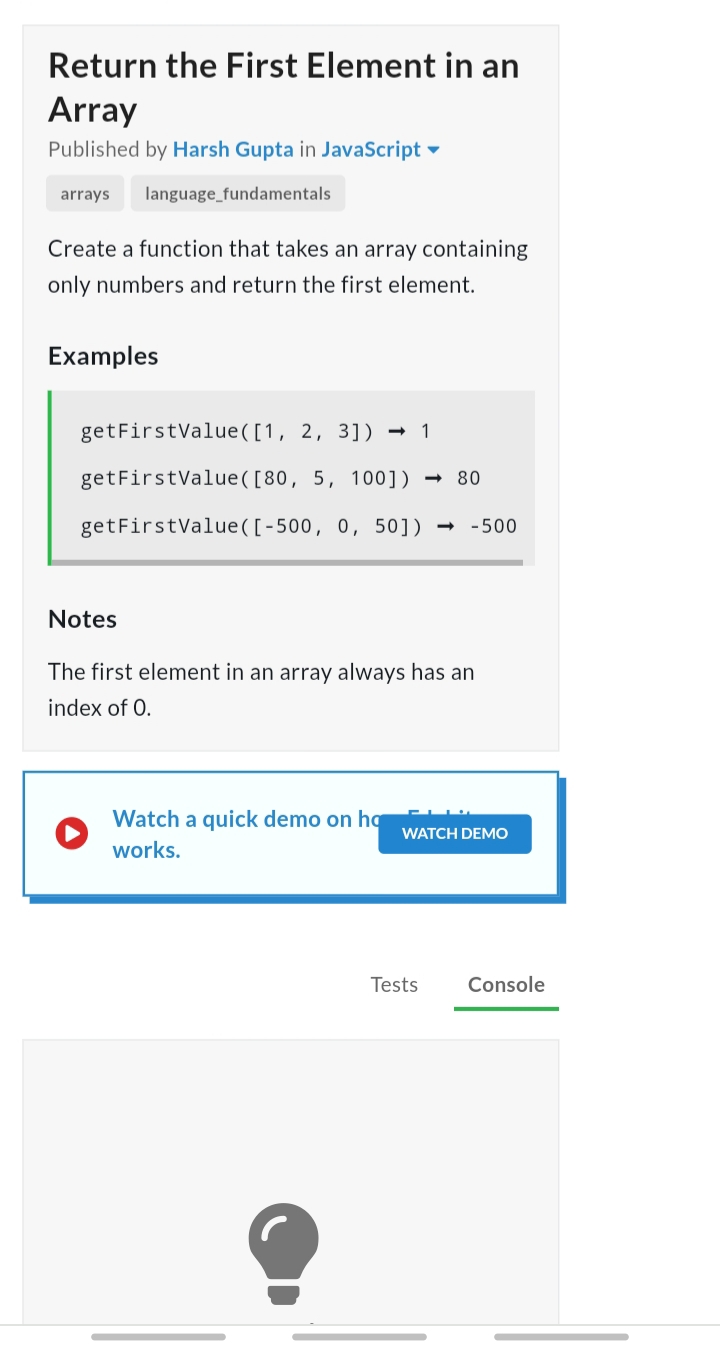 Return the First Element in an
Array
Published by Harsh Gupta in JavaScript
arrays language_fundamentals
Create a function that takes an array containing
only numbers and return the first element.
Examples
getFirstValue([1, 2, 3]) ➞ 1
getFirstValue([80, 5, 100]) ➞ 80
getFirstValue([-500, 0, 50]) ➞ -500
Notes
The first element in an array always has an
index of 0.
Watch a quick demo on
works.
WATCH DEMO
Tests Console